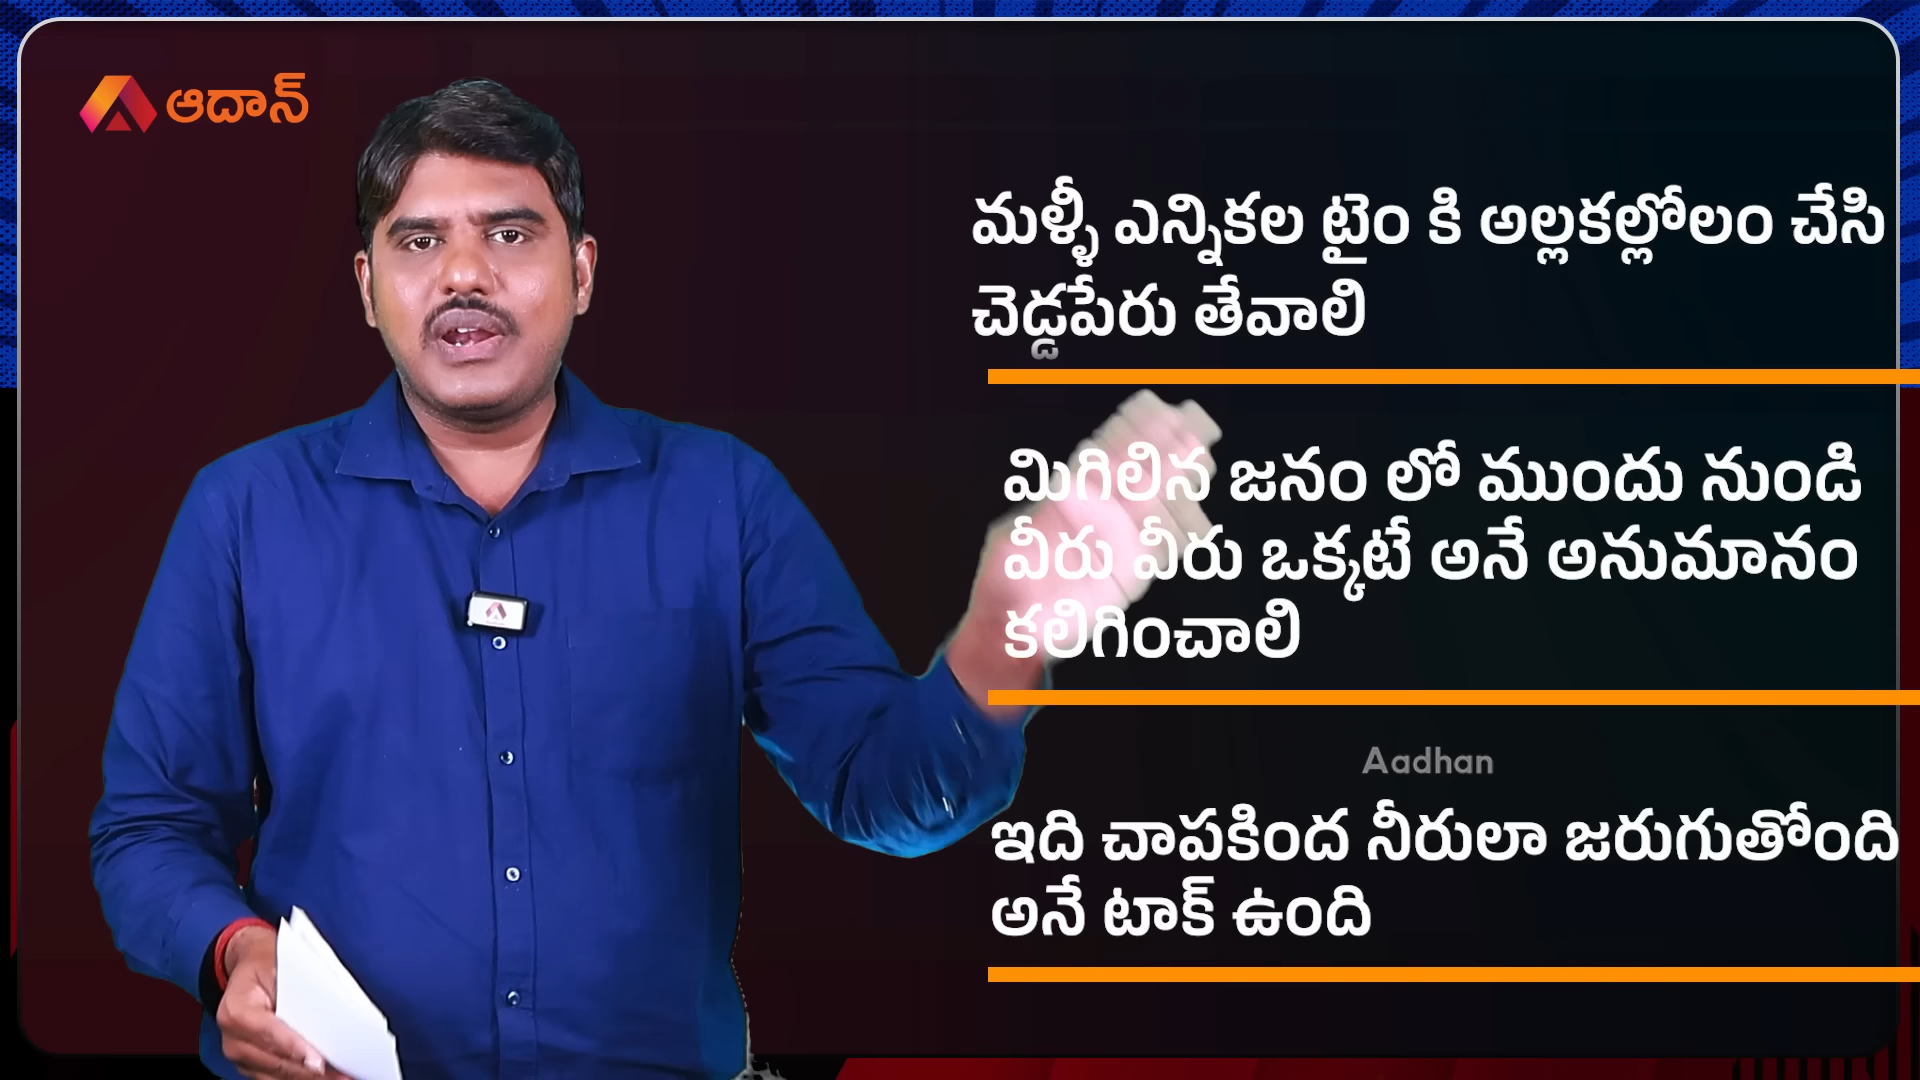 ఆదాన్
మళ్ళీ ఎన్నికల టైం కి అల్లకల్లోలం చేసి
చెడ్డపేరు తేవాలి
మిగిలిన జనం లో ముందు నుండి
వీరు వీరు ఒక్కటే అనే అనుమానం
కలిగించాలి
Aadhan
ఇది చాపకింద నీరులా జరుగుతోంది
అనే టాక్ ఉంది